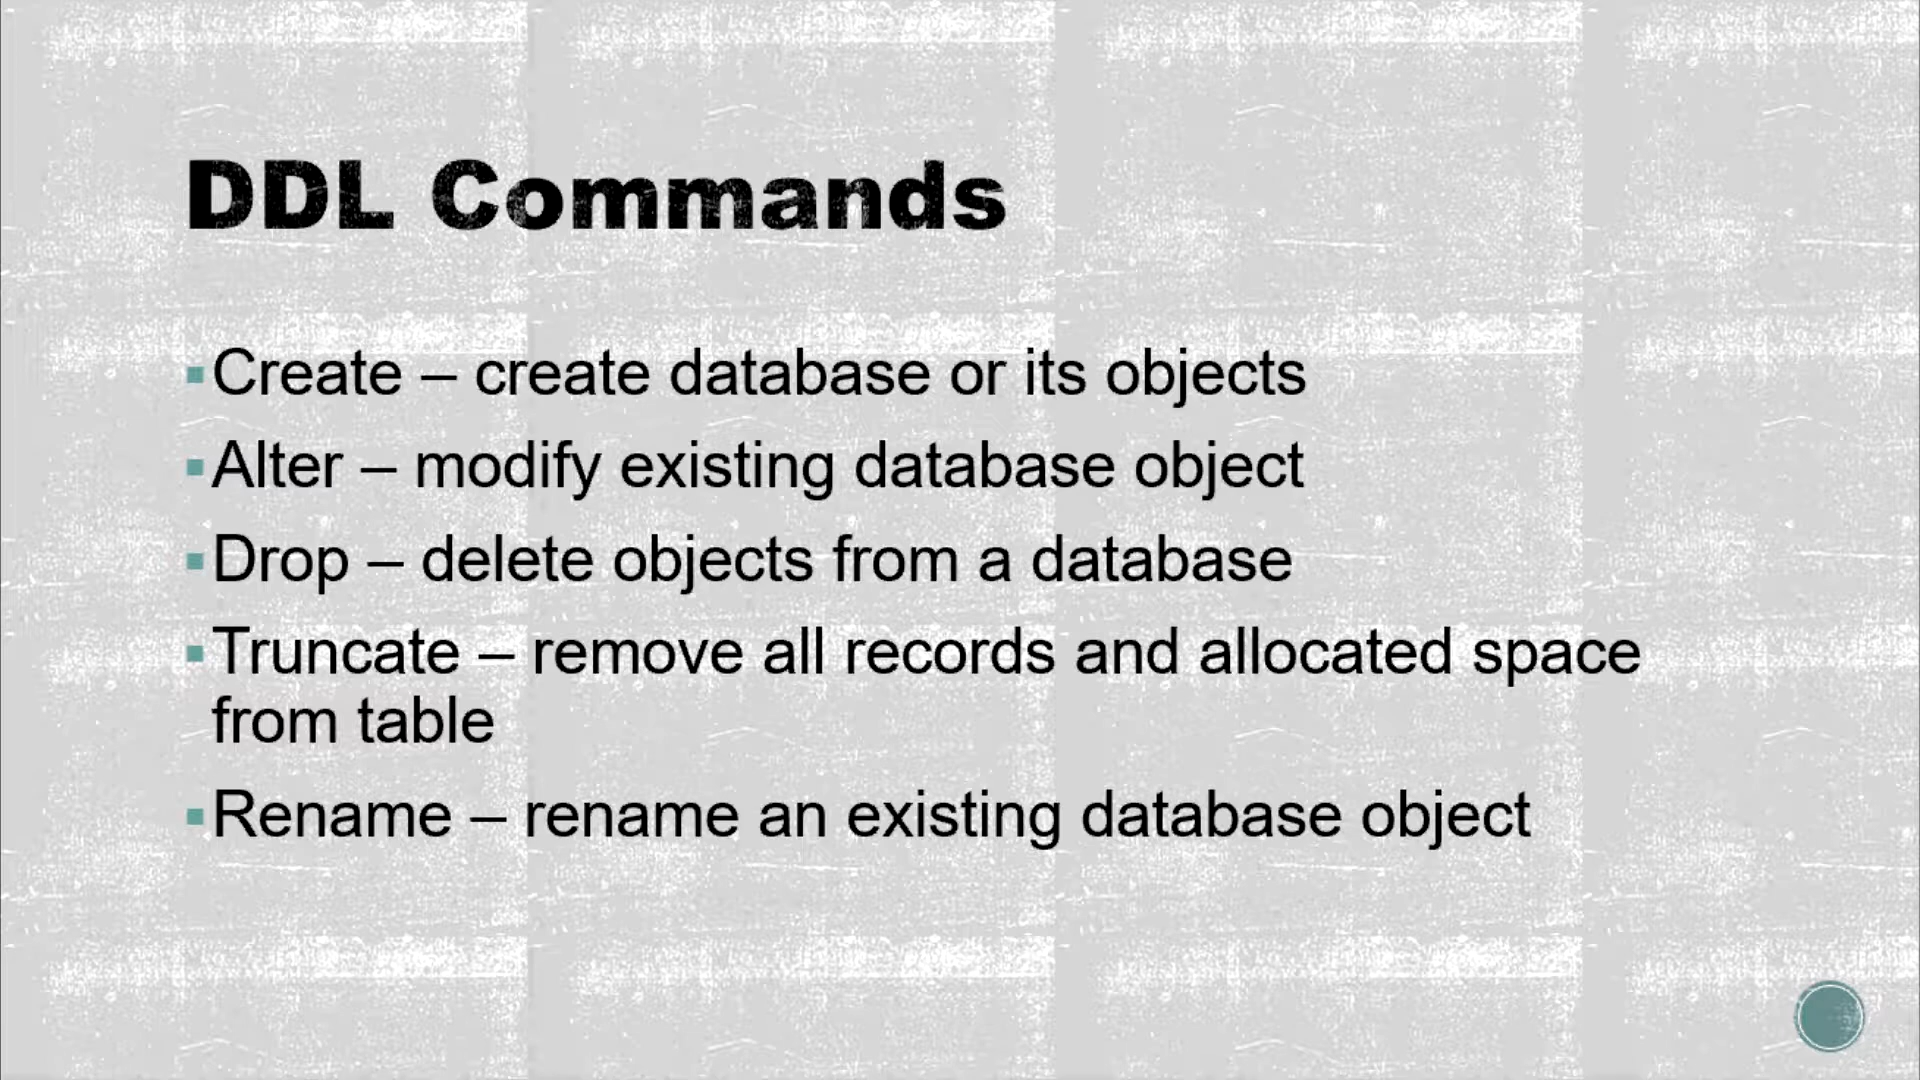 DDL Commands
▪Create – create database or its objects
▪Alter – modify existing database object
▪Drop – delete objects from a database
▪Truncate – remove all records and allocated space
from table
▪Rename – rename an existing database object